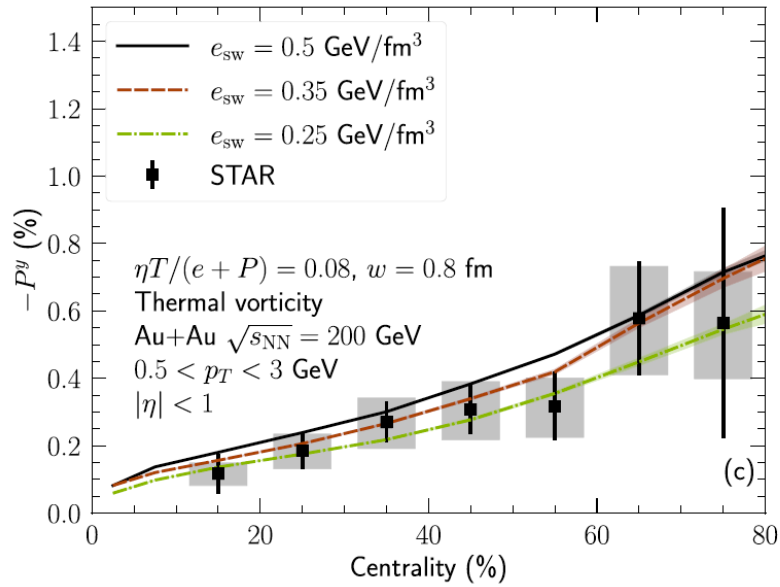 1.4
1.2
1.0
0.8
0.6
0.4
0.2
0.0
−P^y (%)
e_sw = 0.5 GeV/fm³
e_sw = 0.35 GeV/fm³
e_sw = 0.25 GeV/fm³
STAR
ηT/(e + P) = 0.08, w = 0.8 fm
Thermal vorticity
Au+Au √s_NN = 200 GeV
0.5 < p_T < 3 GeV
|η| < 1
(c)
0 20 40 60 80
Centrality (%)